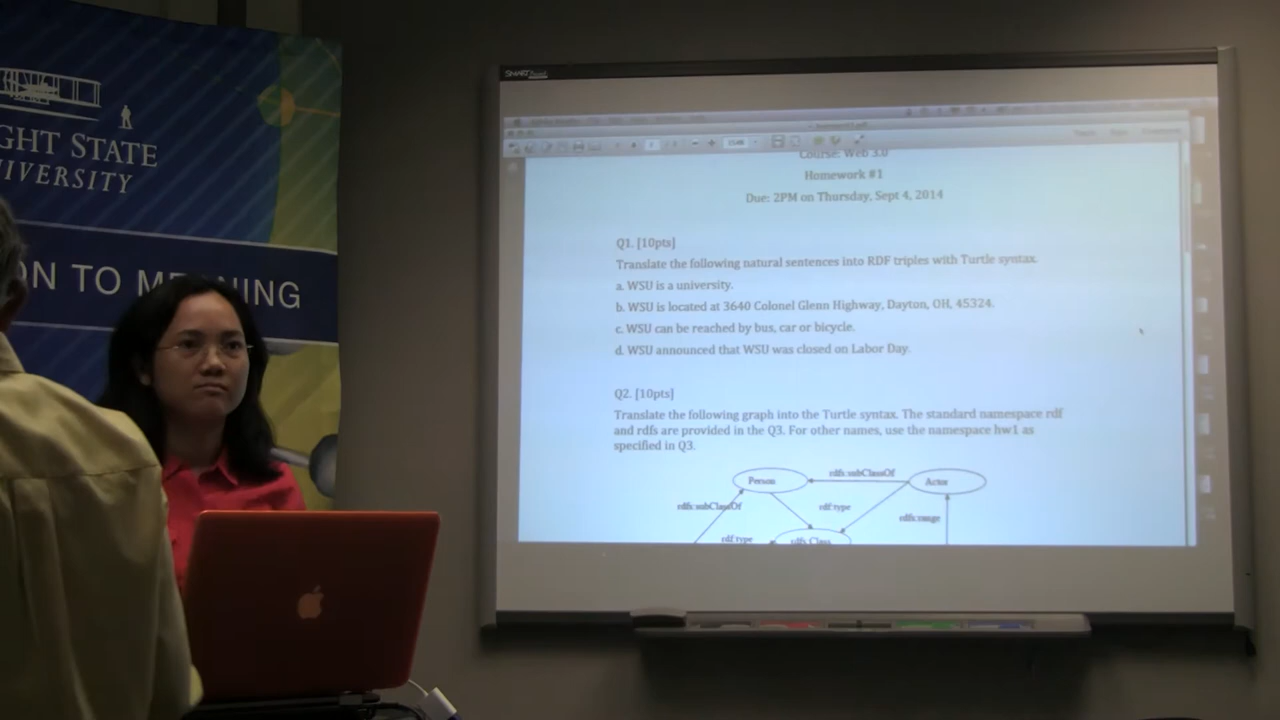 GHT STATE
IVERSITY
ON TO ME NING
SMART Board
Course: Web 3.0
Homework #1
Due: 2PM on Thursday, Sept 4, 2014
Q1. [10pts]
Translate the following natural sentences into RDF triples with Turtle syntax.
a. WSU is a university.
b. WSU is located at 3640 Colonel Glenn Highway, Dayton, OH, 45324.
c. WSU can be reached by bus, car or bicycle.
d. WSU announced that WSU was closed on Labor Day.
Q2. [10pts]
Translate the following graph into the Turtle syntax. The standard namespace rdf
and rdfs are provided in the Q3. For other names, use the namespace hw1 as
specified in Q3.
rdfs:subClassOf
Person
Actor
rdfs:subClassOf
rdf:type
rdfs:range
rdf:type
rdfs:Class